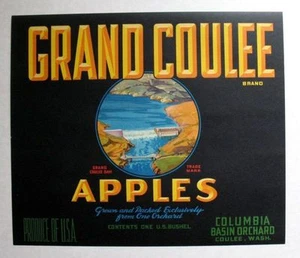 GRAND COULEE
BRAND
GRAND COULEE DAM
TRADE MARK
APPLES
Grown and Packed Exclusively
from One Orchard
CONTENTS ONE U.S. BUSHEL
PRODUCE OF U.S.A.
COLUMBIA
BASIN ORCHARD
COULEE, WASH.